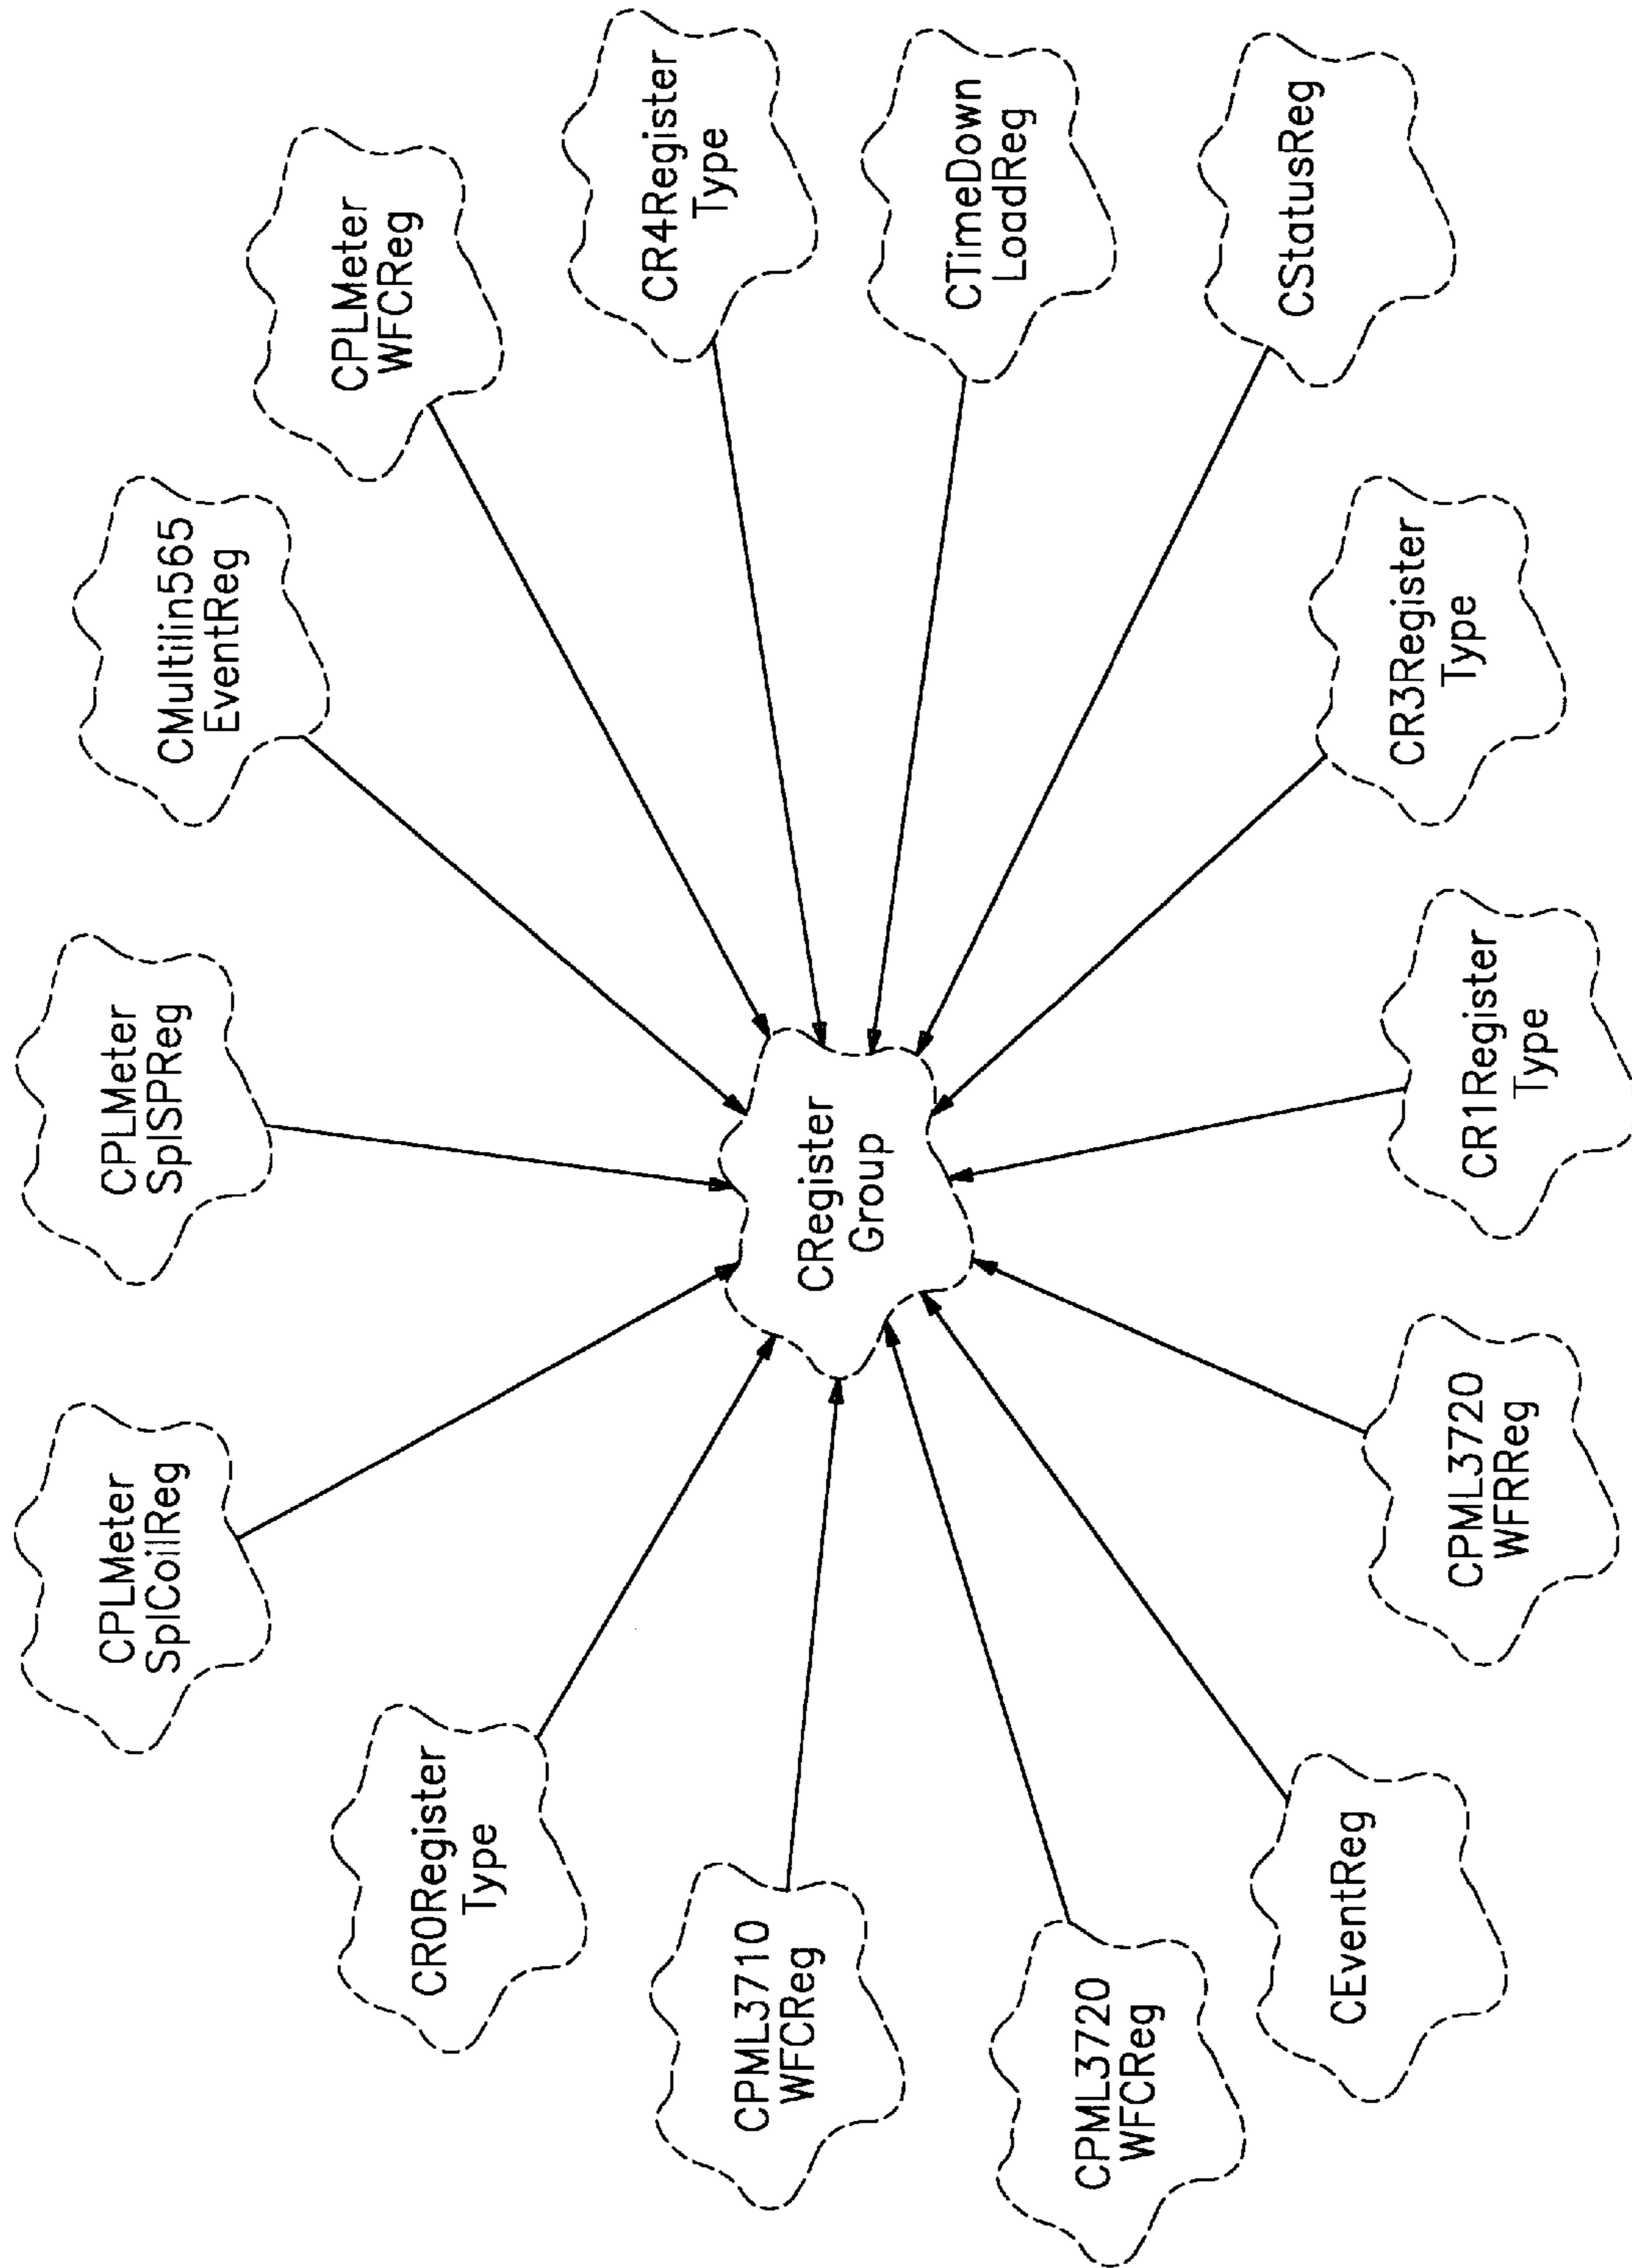 CPLMeter
SplCoilReg
CPLMeter
SplSPReg
CMultilin565
EventReg
CPLMeter
WFCReg
CR0Register
Type
CR4Register
Type
CPML3710
WFCReg
CRegister
Group
CTimeDown
LoadReg
CPML3720
WFCReg
CStatusReg
CEventReg
CR3Register
Type
CPML3720
WFRReg
CR1Register
Type